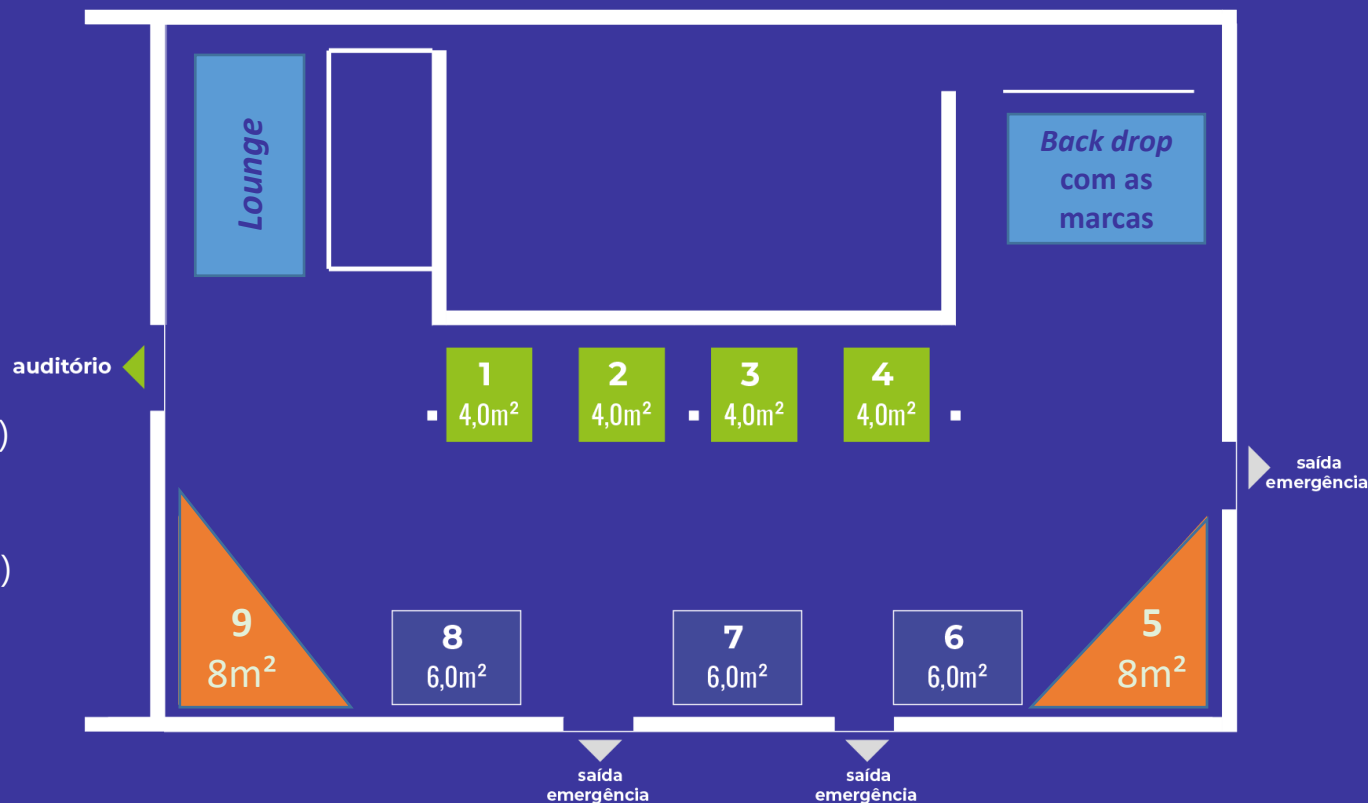 Lounge
Back drop
com as
marcas
auditório
1
4,0m²
2
4,0m²
3
4,0m²
4
4,0m²
)
saída
emergência
)
9
8m²
8
6,0m²
7
6,0m²
6
6,0m²
5
8m²
saída
emergência
saída
emergência